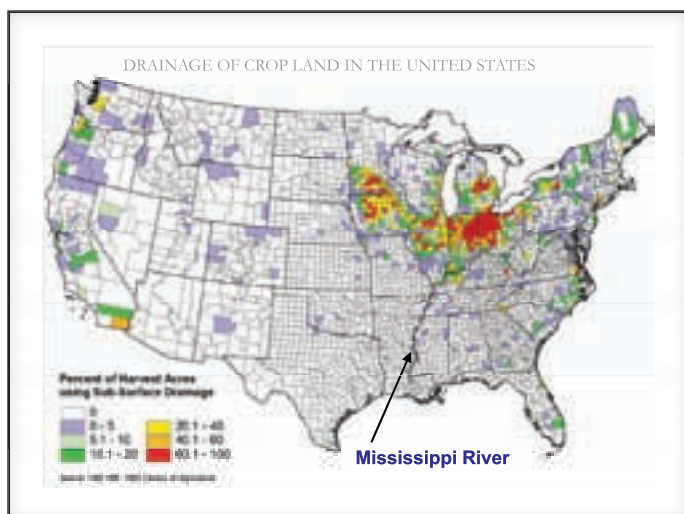 DRAINAGE OF CROP LAND IN THE UNITED STATES
Percent of Harvest Acres
using Sub-Surface Drainage
0
0 - 5
5.1 - 10
10.1 - 20
20.1 - 40
40.1 - 60
60.1 - 100
Mississippi River